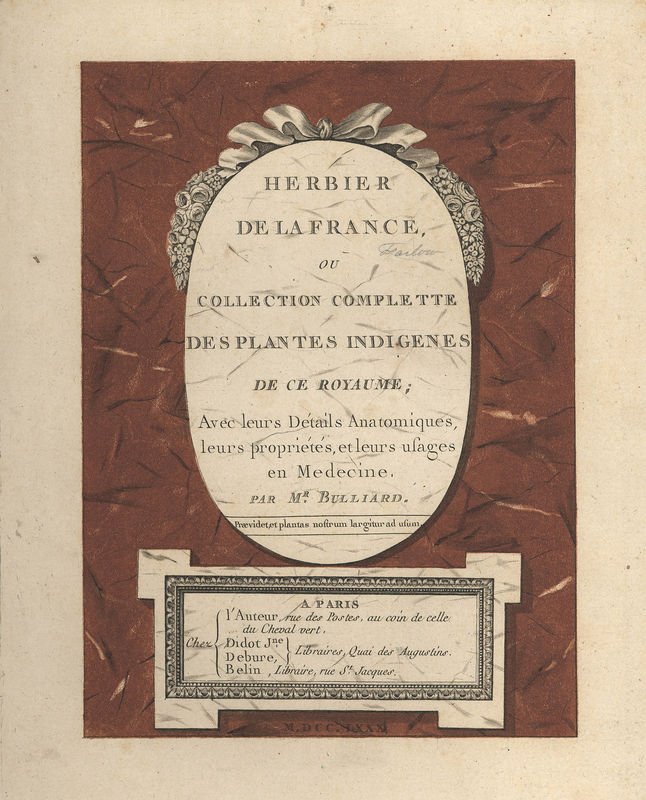 HERBIER
DE LA FRANCE,
OU
COLLECTION COMPLETTE
DES PLANTES INDIGENES
DE CE ROYAUME;
Avec leurs Détails Anatomiques,
leurs propriétés, et leurs uſages
en Medecine.
PAR MR. BULLIARD.
Prævidet, et plantas noſtrum largitur ad uſum.
A PARIS
Chez
l'Auteur, rue des Postes, au coin de celle
du Cheval vert.
Didot Jne.
Debure,
Libraires, Quai des Augustins.
Belin, Libraire, rue St. Jacques.
M.DCC.LXXX